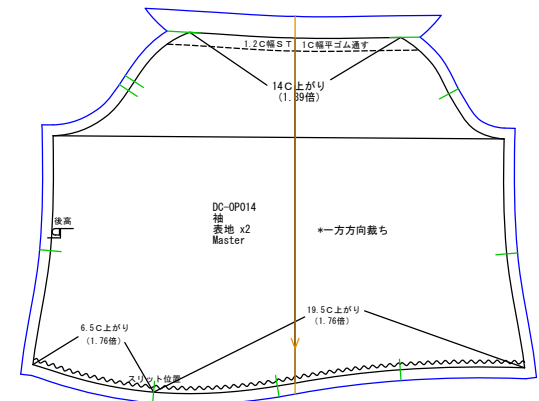 1.2C幅ST 1C幅平ゴム通す
14C上がり
(1.39倍)
DC-OP014
袖
表地 x2
Master
*一方方向裁ち
後高
19.5C上がり
(1.76倍)
6.5C上がり
(1.76倍)
スリット位置